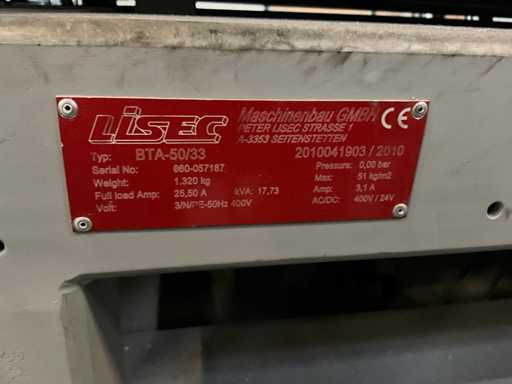 LiSEC Maschinenbau GMBH CE
PETER LISEC STRASSE 1
A-3353 SEITENSTETTEN
Typ: BTA-50/33 2010041903 / 2010
Serial No: 060-057187 Pressure: 0,00 bar
Weight: 1.320 kg Max: 51 kg/m2
Full load Amp: 25,50 A kVA: 17,73 Amp: 3,1 A
Volt: 3/N/PE-50Hz 400V AC/DC: 400V / 24V